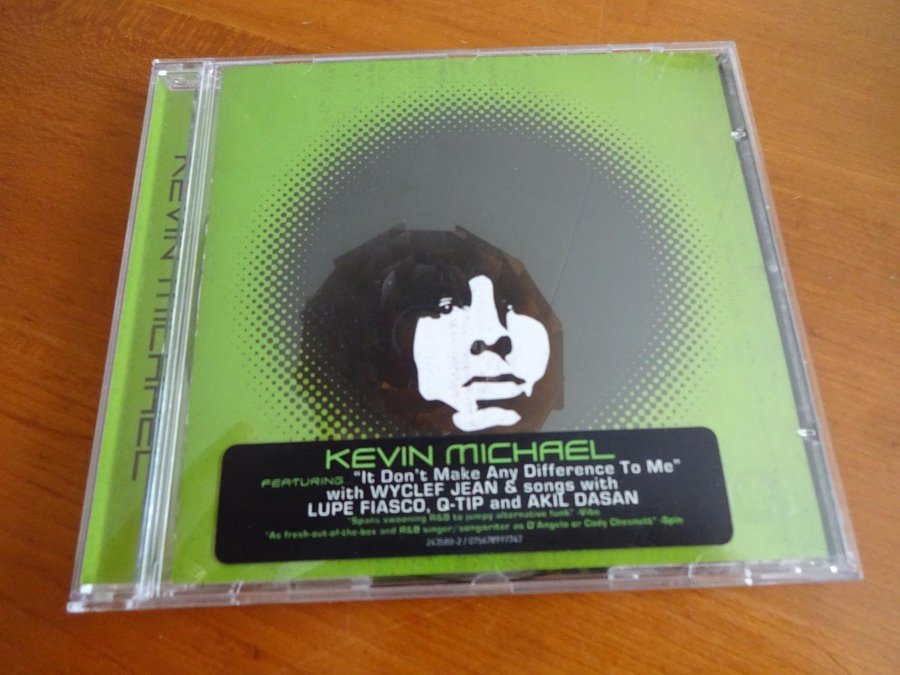 KEVIN MICHAEL
KEVIN MICHAEL
FEATURING "It Don't Make Any Difference To Me"
with WYCLEF JEAN & songs with
LUPE FIASCO, Q-TIP and AKIL DASAN
"Spans sweening R&B to jumpy alternative funk" -Vibe
"As fresh-out-of-the-box and R&B singer/songwriter as D'Angelo or Cody Chesnutt" -Spin